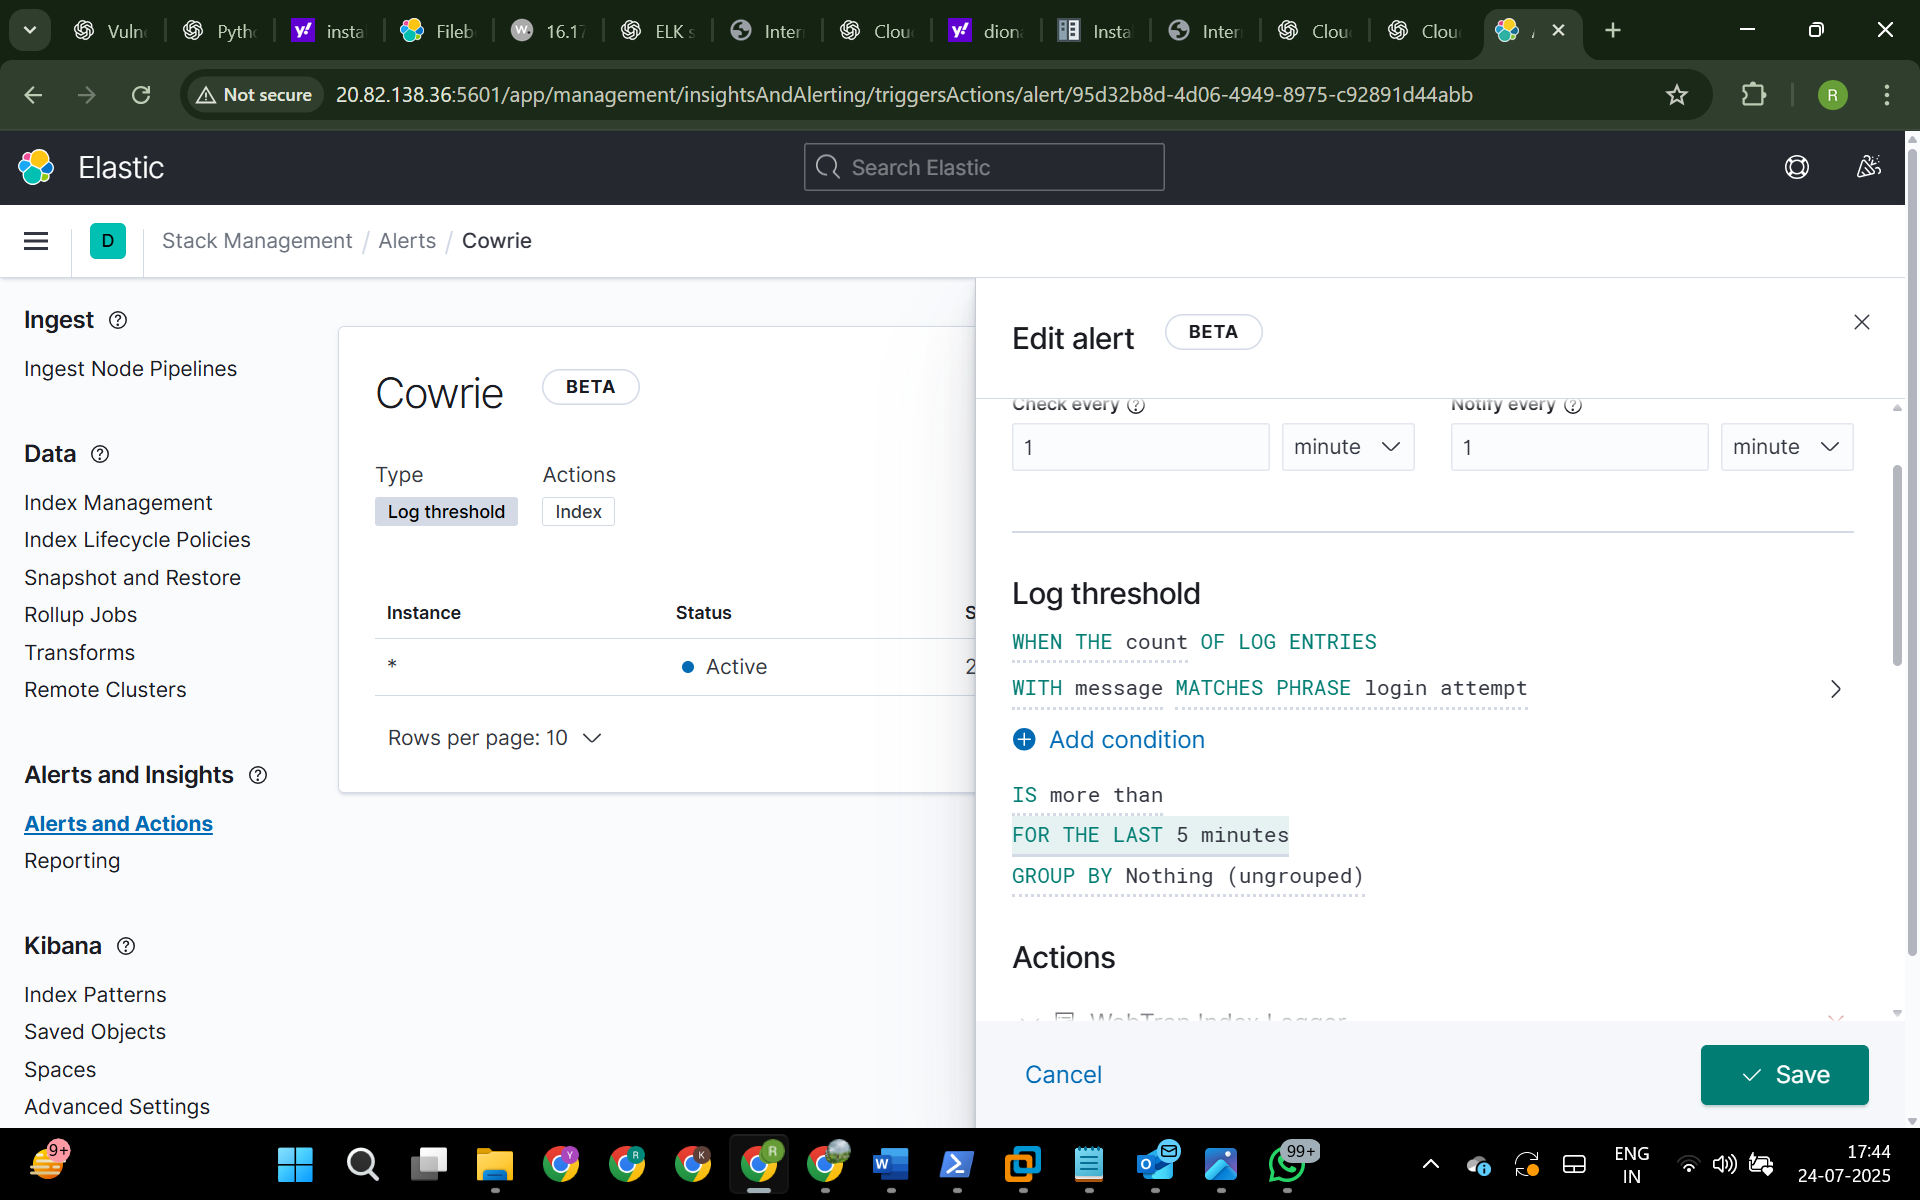 Vuln
Pyth
insta
Fileb
16.17
ELK s
Inter
Clou
diona
Insta
Inter
Clou
Clou
Not secure
20.82.138.36:5601/app/management/insightsAndAlerting/triggersActions/alert/95d32b8d-4d06-4949-8975-c92891d44abb
R
Elastic
Search Elastic
D
Stack Management / Alerts / Cowrie
Ingest
Ingest Node Pipelines
Data
Index Management
Index Lifecycle Policies
Snapshot and Restore
Rollup Jobs
Transforms
Remote Clusters
Alerts and Insights
Alerts and Actions
Reporting
Kibana
Index Patterns
Saved Objects
Spaces
Advanced Settings
Cowrie BETA
Type Actions
Log threshold Index
Instance Status S
* Active 2
Rows per page: 10
Edit alert BETA
Check every Notify every
1 minute 1 minute
Log threshold
WHEN THE count OF LOG ENTRIES
WITH message MATCHES PHRASE login attempt
Add condition
IS more than
FOR THE LAST 5 minutes
GROUP BY Nothing (ungrouped)
Actions
WebTrap Index Logger
Cancel
Save
9+
99+
ENG
IN
17:44
24-07-2025